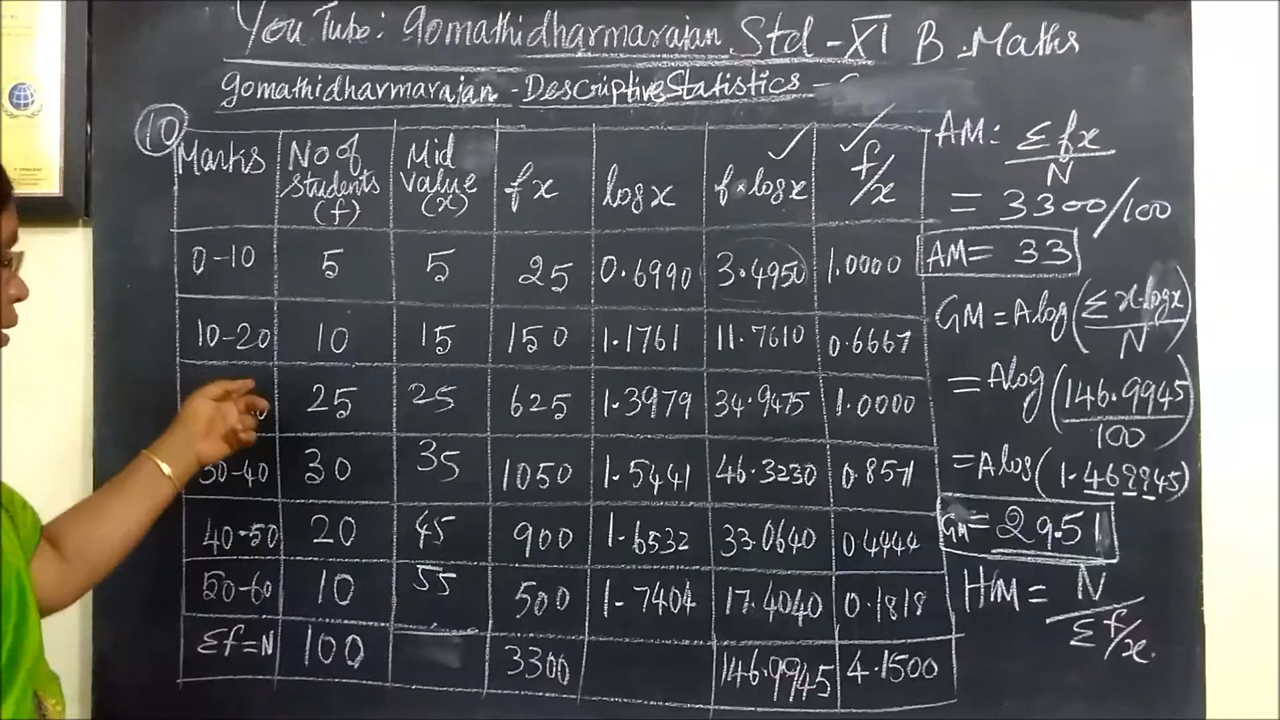 YouTube: gomathidharmarajan Std - XI B.Maths
gomathidharmarajan - Descriptive Statistics -
10
Marks | No of students (f) | Mid value (x) | fx | logx | f×logx | f/x
0-10 | 5 | 5 | 25 | 0.6990 | 3.4950 | 1.0000
10-20 | 10 | 15 | 150 | 1.1761 | 11.7610 | 0.6667
25 | 25 | 625 | 1.3979 | 34.9475 | 1.0000
30-40 | 30 | 35 | 1050 | 1.5441 | 46.3230 | 0.8571
40-50 | 20 | 45 | 900 | 1.6532 | 33.0640 | 0.4444
50-60 | 10 | 55 | 500 | 1.7404 | 17.4040 | 0.1818
Σf=N | 100 | 3300 | 146.9945 | 4.1500
AM: Σfx/N
= 3300/100
AM= 33
GM = Alog(Σx.logx/N)
= Alog(146.9945/100)
= Alog(1.469945)
GM= 29.51
HM = N/Σf/x.